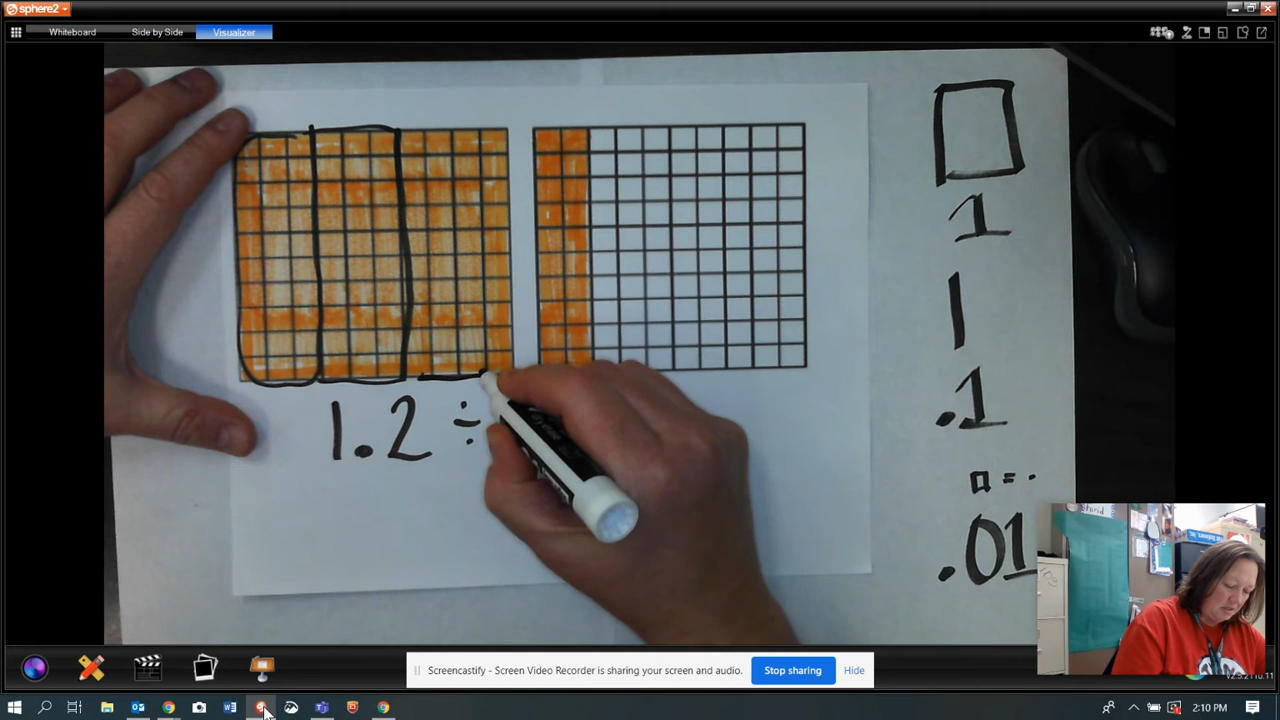 sphere2
Whiteboard
Side by Side
Visualizer
1
1.2 ÷
.1
=
.01
Screencastify - Screen Video Recorder is sharing your screen and audio.
Stop sharing
Hide
2:10 PM